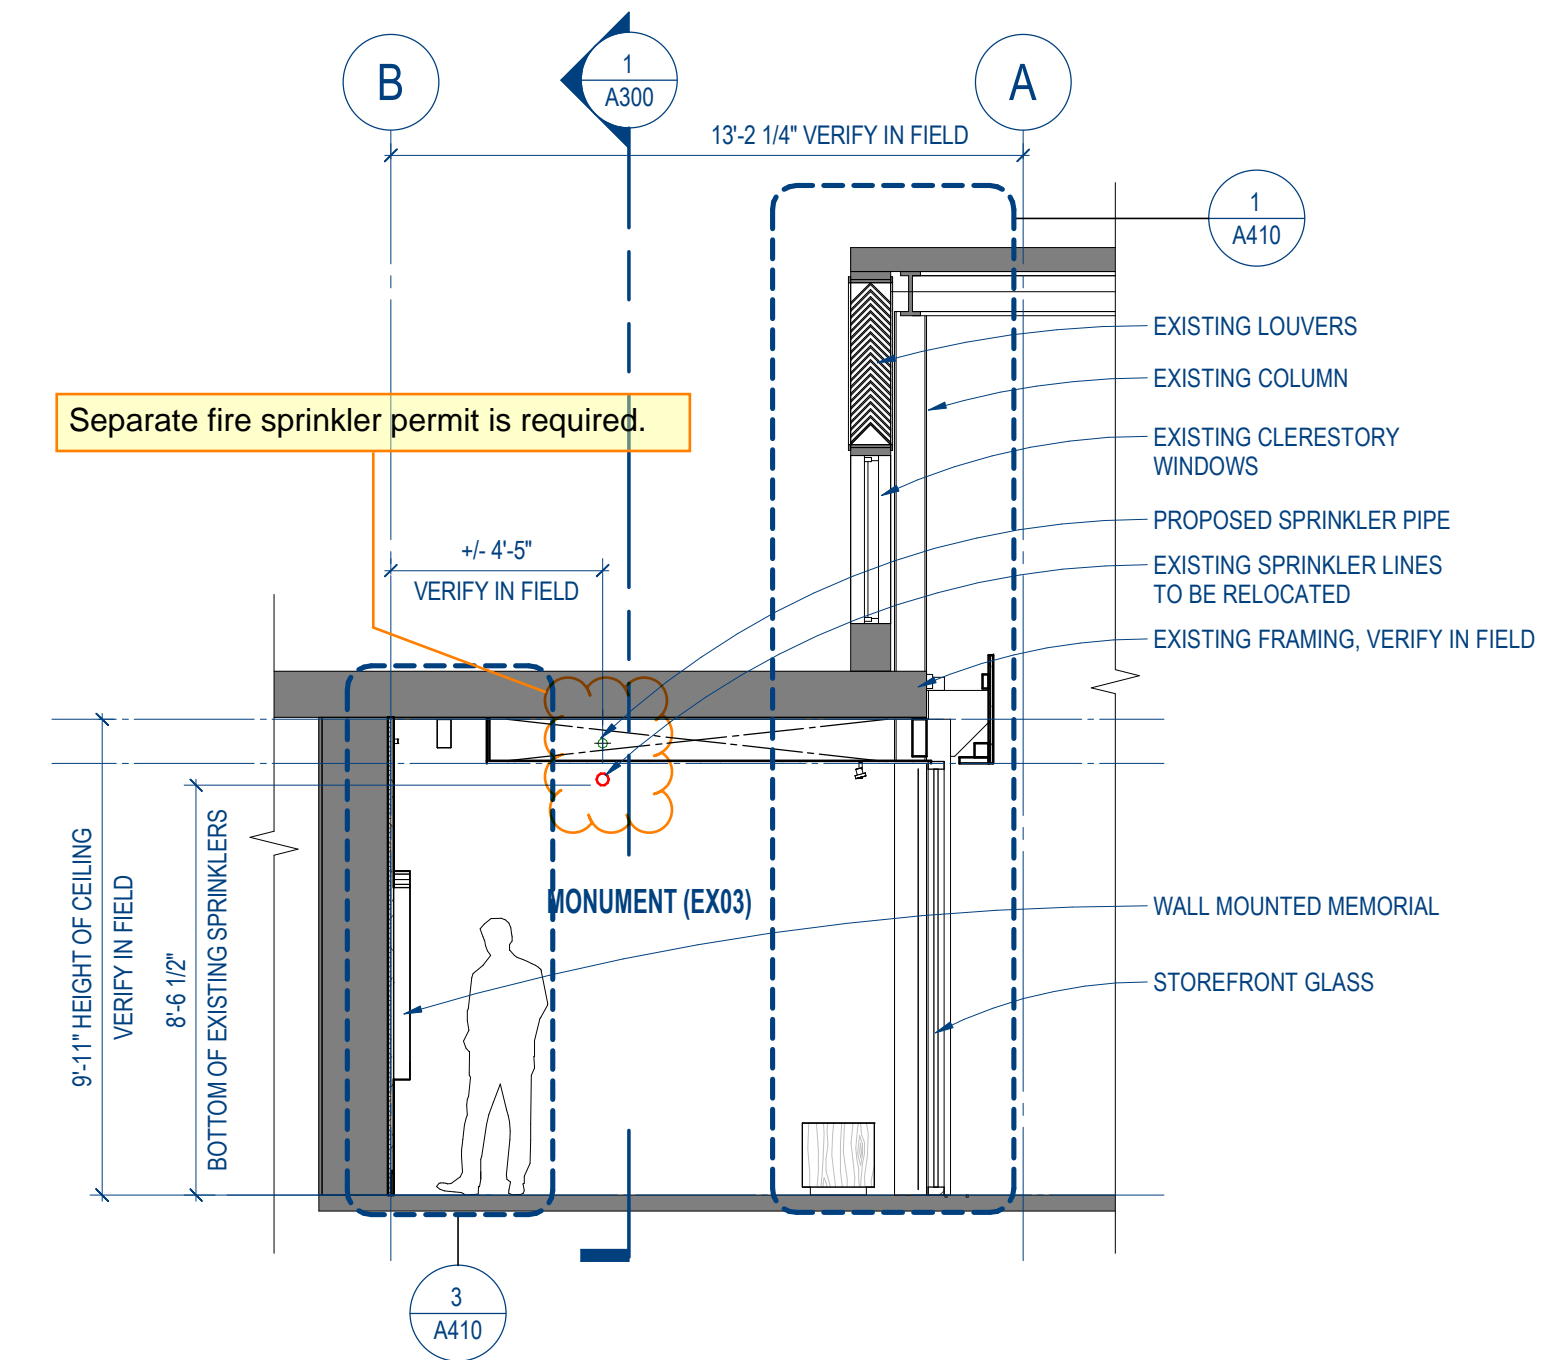 B
1
A300
A
13'-2 1/4" VERIFY IN FIELD
1
A410
EXISTING LOUVERS
EXISTING COLUMN
Separate fire sprinkler permit is required.
EXISTING CLERESTORY
WINDOWS
PROPOSED SPRINKLER PIPE
+/- 4'-5"
VERIFY IN FIELD
EXISTING SPRINKLER LINES
TO BE RELOCATED
EXISTING FRAMING, VERIFY IN FIELD
9'-11" HEIGHT OF CEILING
VERIFY IN FIELD
8'-6 1/2"
BOTTOM OF EXISTING SPRINKLERS
MONUMENT (EX03)
WALL MOUNTED MEMORIAL
STOREFRONT GLASS
3
A410